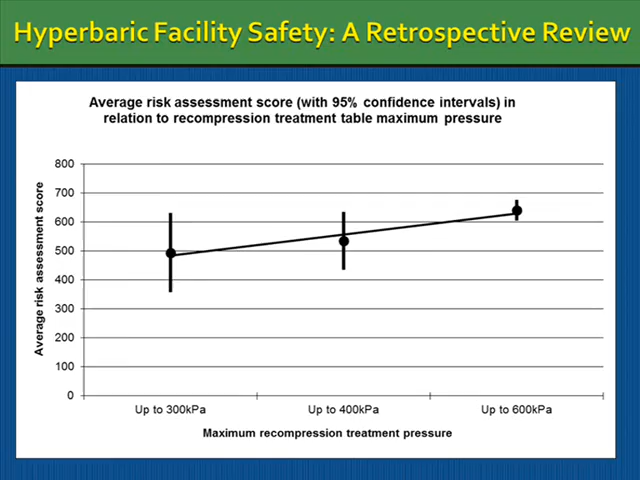 Hyperbaric Facility Safety: A Retrospective Review
Average risk assessment score (with 95% confidence intervals) in
relation to recompression treatment table maximum pressure
Average risk assessment score
800
700
600
500
400
300
200
100
0
Up to 300kPa
Up to 400kPa
Up to 600kPa
Maximum recompression treatment pressure